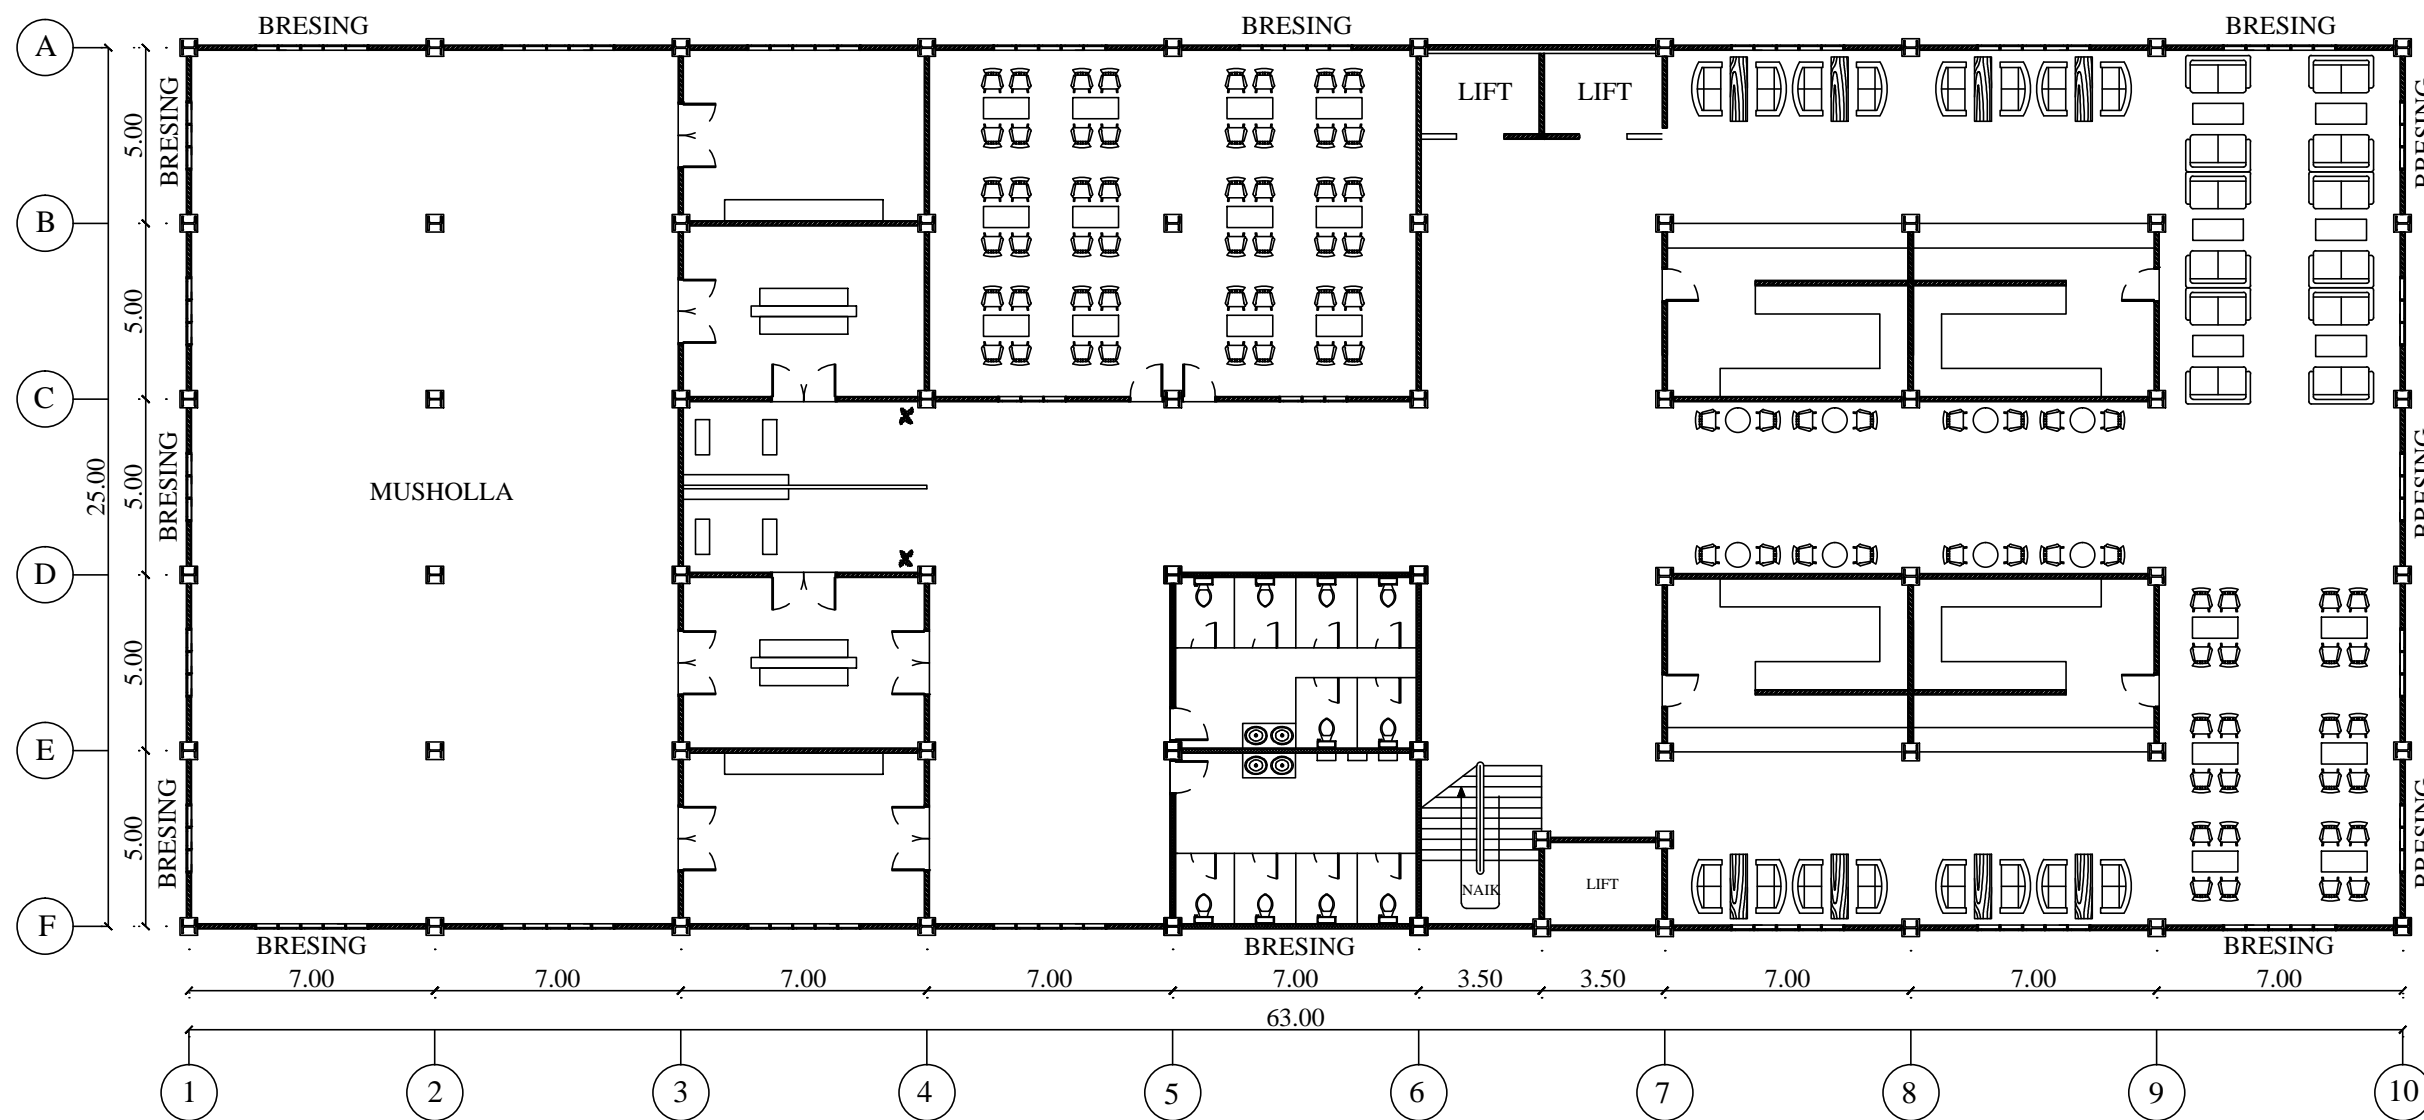 BRESING
BRESING
BRESING
A
BRESING
BRESING
5.00
LIFT
LIFT
B
5.00
C
BRESING
BRESING
25.00
5.00
MUSHOLLA
D
5.00
E
BRESING
BRESING
5.00
NAIK
LIFT
F
BRESING
BRESING
BRESING
7.00
7.00
7.00
7.00
7.00
3.50
3.50
7.00
7.00
7.00
63.00
1
2
3
4
5
6
7
8
9
10